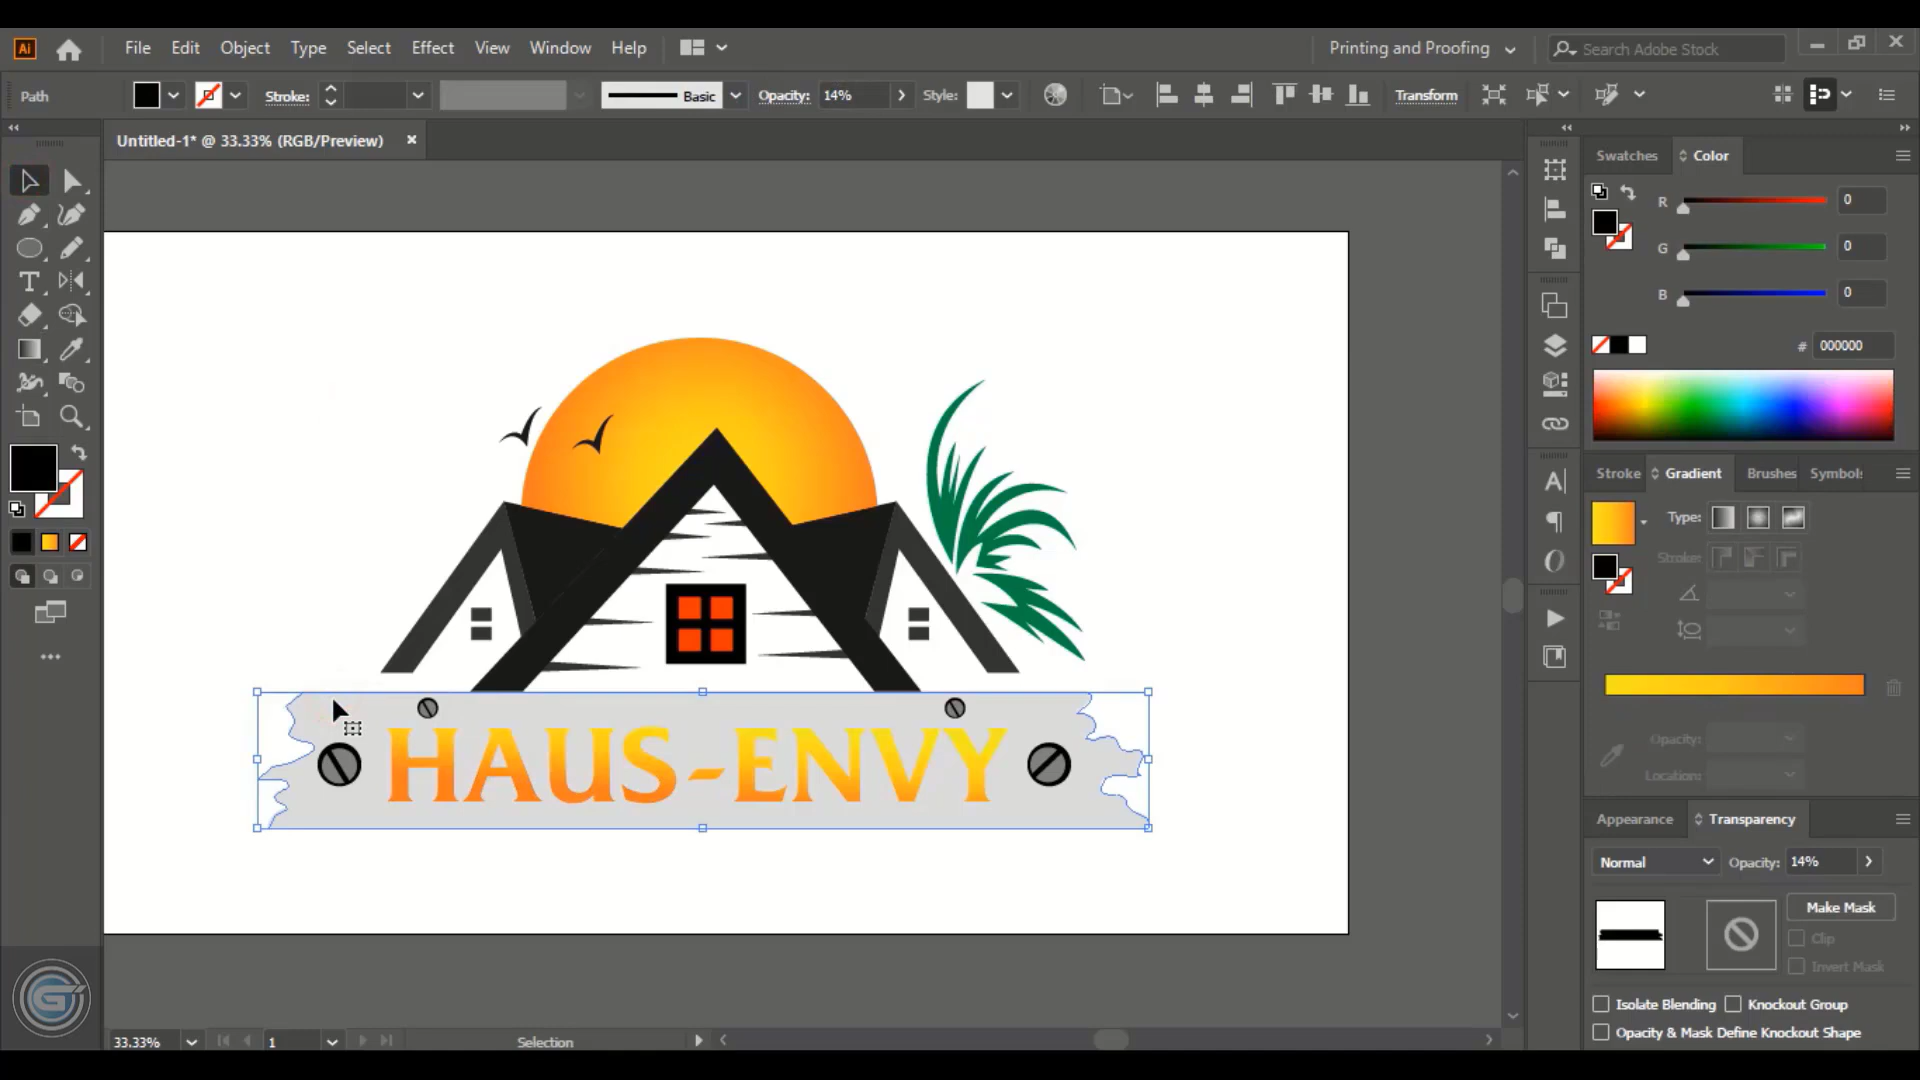 Ai File Edit Object Type Select Effect View Window Help Printing and Proofing Search Adobe Stock
Path Stroke: Basic Opacity: 14% Style: Transform
Untitled-1* @ 33.33% (RGB/Preview)
Swatches Color
R 0
G 0
B 0
# 000000
Stroke Gradient Brushes Symbols
Type:
Stroke:
HAUS-ENVY
Opacity:
Location:
Appearance Transparency
Normal Opacity: 14%
Make Mask
Clip
Invert Mask
Isolate Blending Knockout Group
Opacity & Mask Define Knockout Shape
33.33% 1 Selection